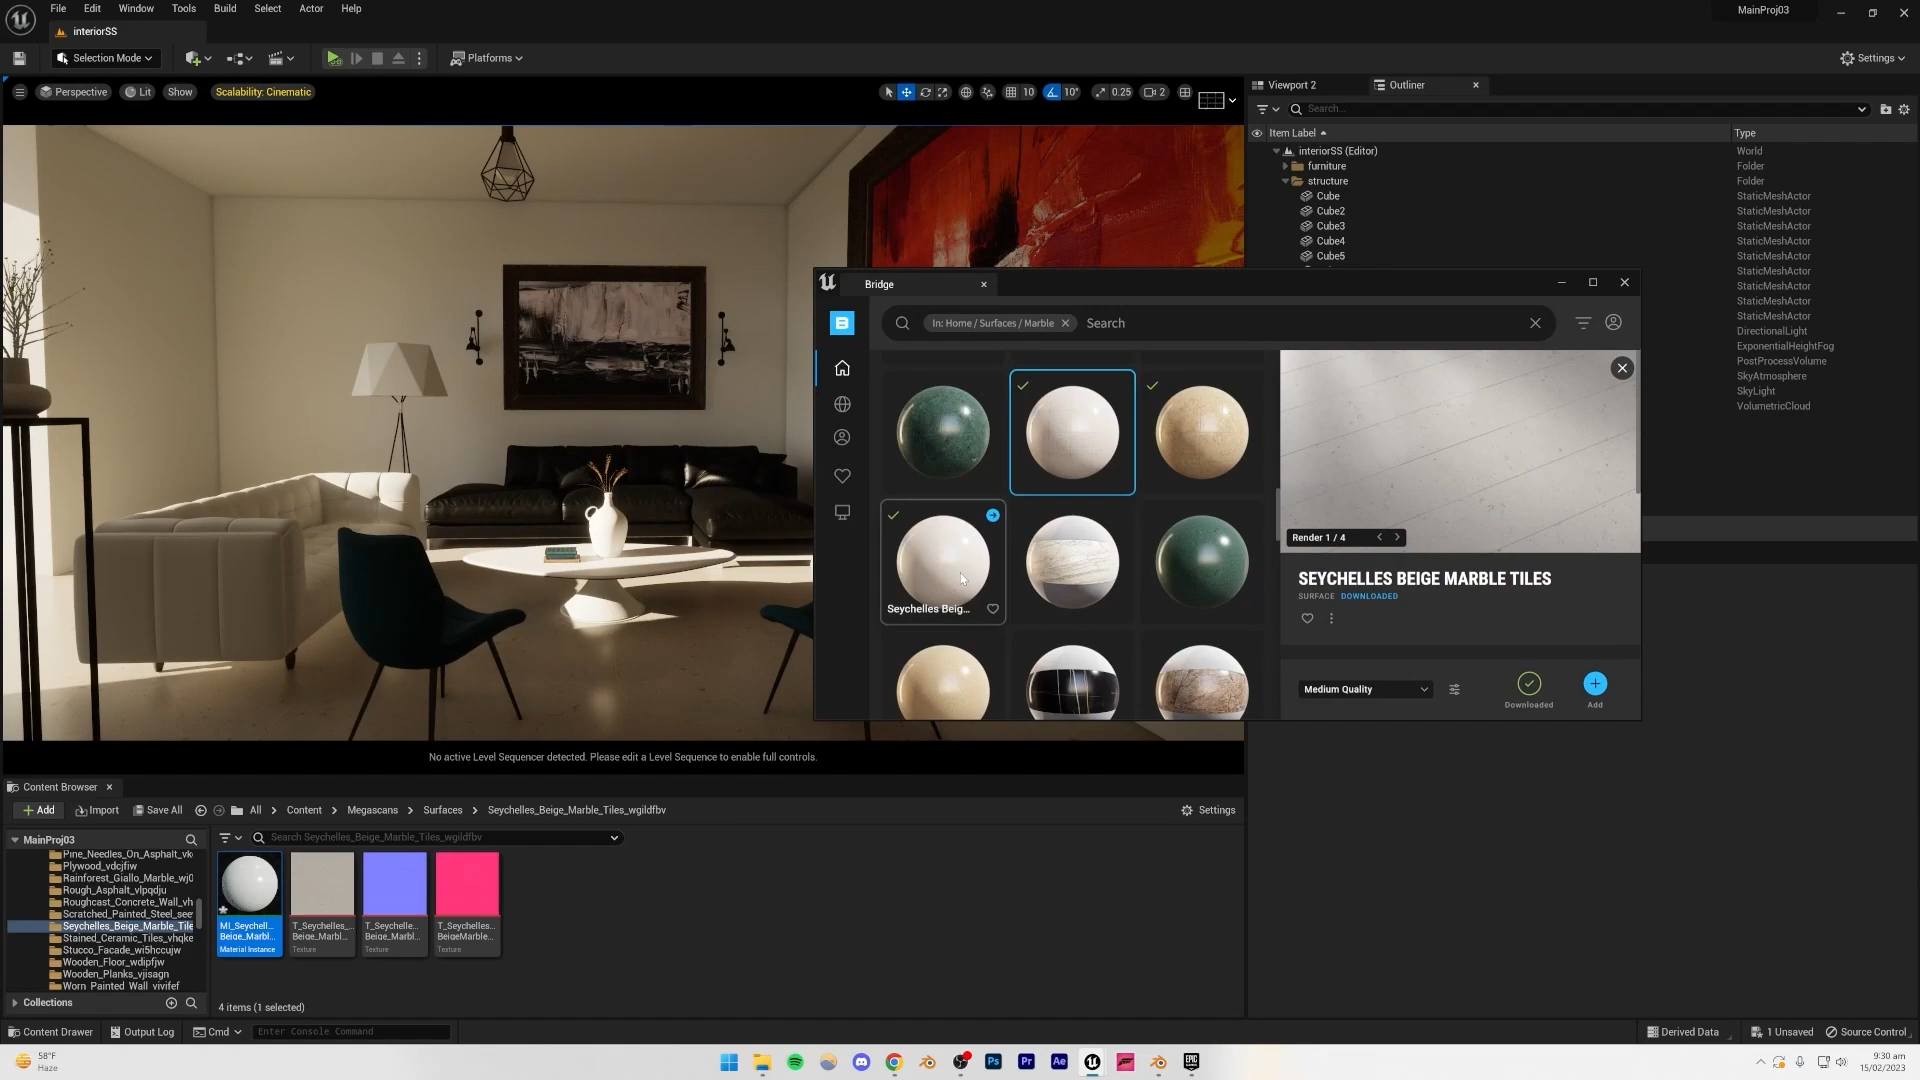 File Edit Window Tools Build Select Actor Help
MainProj03
interiorSS
Selection Mode
Platforms
Settings
Perspective Lit Show Scalability: Cinematic
10 10° 0.25 2
Viewport 2 Outliner
Search...
Item Label Type
interiorSS (Editor) World
furniture Folder
structure Folder
Cube StaticMeshActor
Cube2 StaticMeshActor
Cube3 StaticMeshActor
Cube4 StaticMeshActor
Cube5 StaticMeshActor
StaticMeshActor
StaticMeshActor
StaticMeshActor
StaticMeshActor
DirectionalLight
ExponentialHeightFog
PostProcessVolume
SkyAtmosphere
SkyLight
VolumetricCloud
Bridge
In: Home / Surfaces / Marble Search
Render 1 / 4
Seychelles Beig...
SEYCHELLES BEIGE MARBLE TILES
SURFACE DOWNLOADED
Medium Quality
Downloaded Add
No active Level Sequencer detected. Please edit a Level Sequence to enable full controls.
Content Browser
Add Import Save All All Content Megascans Surfaces Seychelles_Beige_Marble_Tiles_wgildfbv Settings
MainProj03
Search Seychelles_Beige_Marble_Tiles_wgildfbv
Pine_Needles_On_Asphalt_vk
Plywood_vdcjfiw
Rainforest_Giallo_Marble_wj0
Rough_Asphalt_vlpqdju
Roughcast_Concrete_Wall_vh
Scratched_Painted_Steel_see
Seychelles_Beige_Marble_Tile
Stained_Ceramic_Tiles_vhqke
Stucco_Facade_wi5hccujw
Wooden_Floor_wdipfjw
Wooden_Planks_vjisagn
Worn_Painted_Wall_vivifef
MI_Seychell... Beige_Marbl... Material Instance
T_Seychelles_... Beige_Marbl... Texture
T_Seychelle... Beige_Marbl... Texture
T_Seychelle... BeigeMarble... Texture
Collections
4 items (1 selected)
Content Drawer Output Log Cmd Enter Console Command
Derived Data 1 Unsaved Source Control
58°F
Haze
Ps Pr Ae
EPIC GAMES
9:30 am
15/02/2023